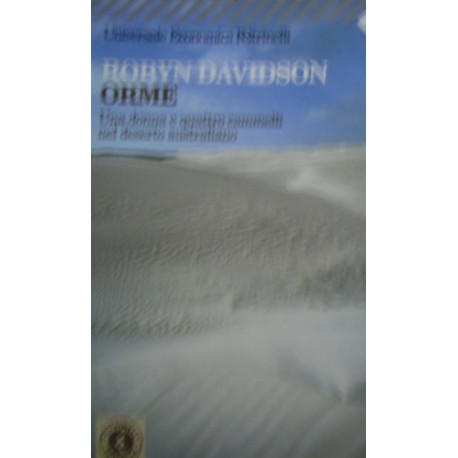 Universale Economica Feltrinelli
ROBYN DAVIDSON
ORME
Una donna e quattro cammelli
nel deserto australiano